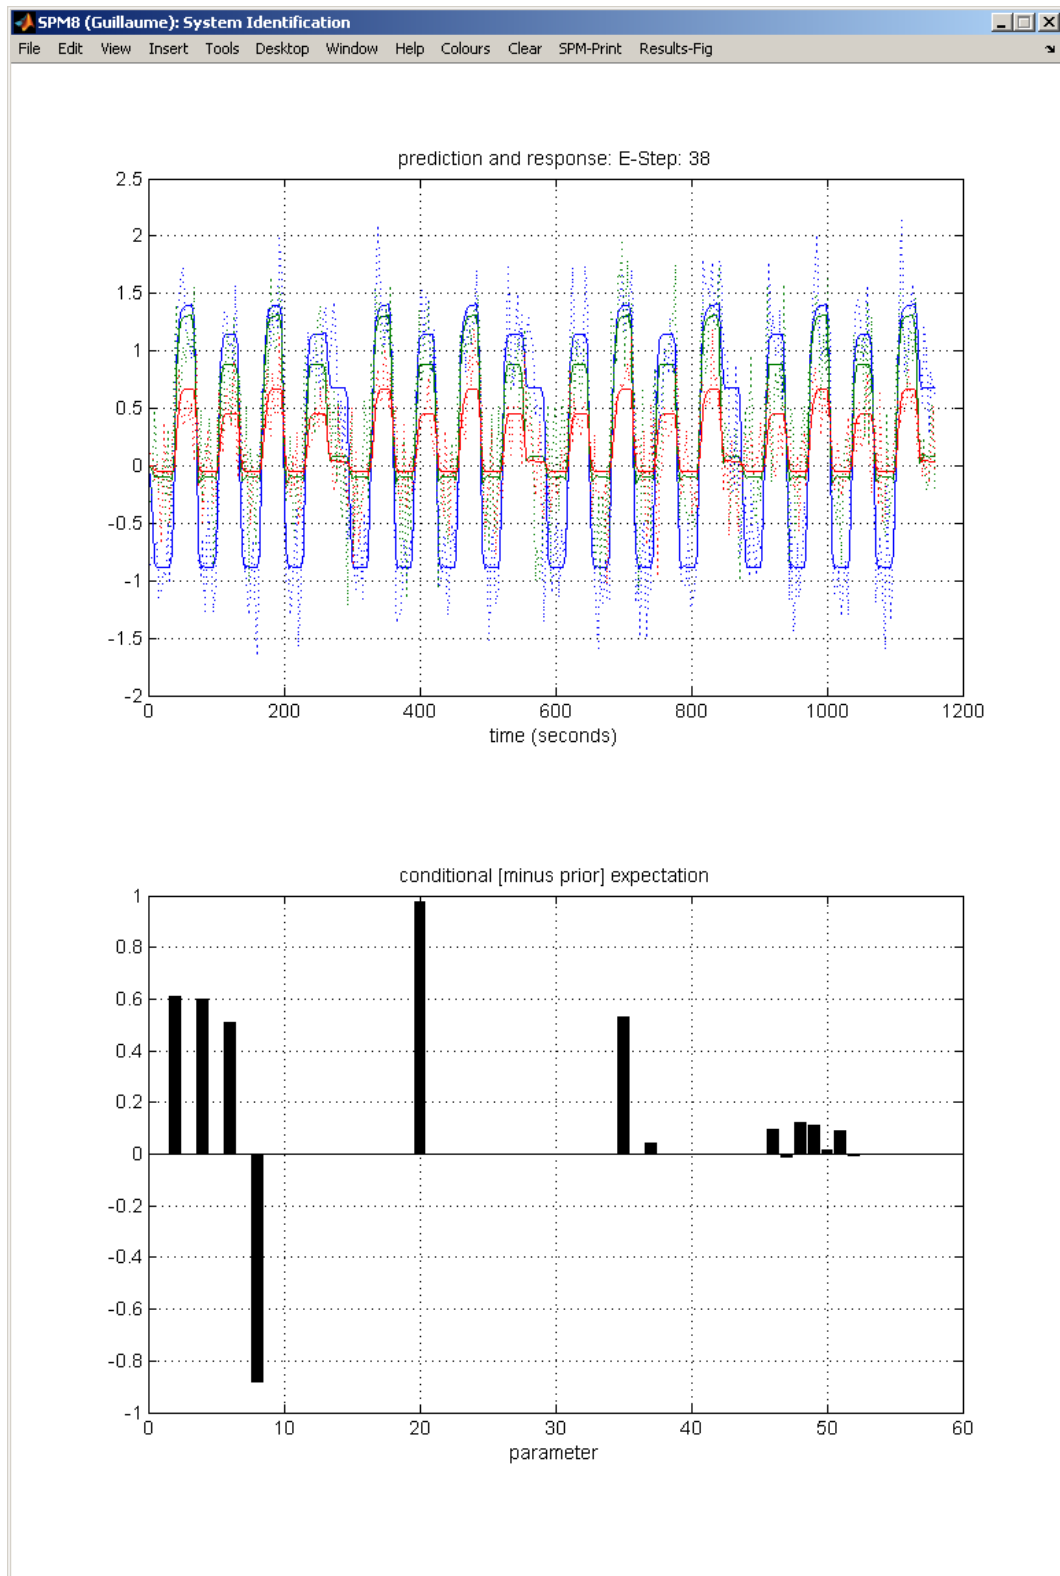 SPM8 (Guillaume): System Identification
File Edit View Insert Tools Desktop Window Help Colours Clear SPM-Print Results-Fig
prediction and response: E-Step: 38
2.5
2
1.5
1
0.5
0
-0.5
-1
-1.5
-2
0 200 400 600 800 1000 1200
time (seconds)
conditional [minus prior] expectation
1
0.8
0.6
0.4
0.2
0
-0.2
-0.4
-0.6
-0.8
-1
0 10 20 30 40 50 60
parameter